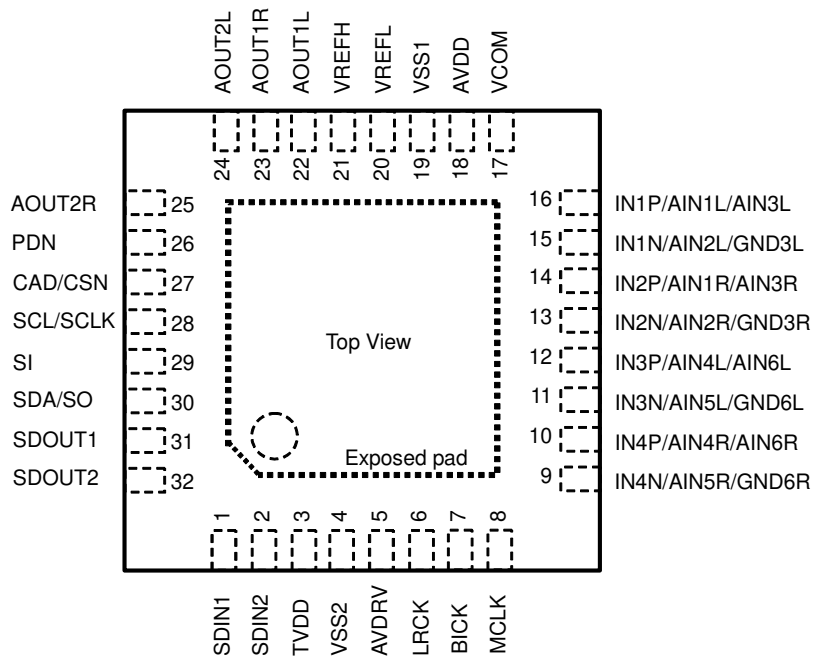 AOUT2L
AOUT1R
AOUT1L
VREFH
VREFL
VSS1
AVDD
VCOM
24
23
22
21
20
19
18
17
AOUT2R 25
PDN 26
CAD/CSN 27
SCL/SCLK 28
SI 29
SDA/SO 30
SDOUT1 31
SDOUT2 32
16 IN1P/AIN1L/AIN3L
15 IN1N/AIN2L/GND3L
14 IN2P/AIN1R/AIN3R
13 IN2N/AIN2R/GND3R
12 IN3P/AIN4L/AIN6L
11 IN3N/AIN5L/GND6L
10 IN4P/AIN4R/AIN6R
9 IN4N/AIN5R/GND6R
Top View
Exposed pad
1
2
3
4
5
6
7
8
SDIN1
SDIN2
TVDD
VSS2
AVDRV
LRCK
BICK
MCLK